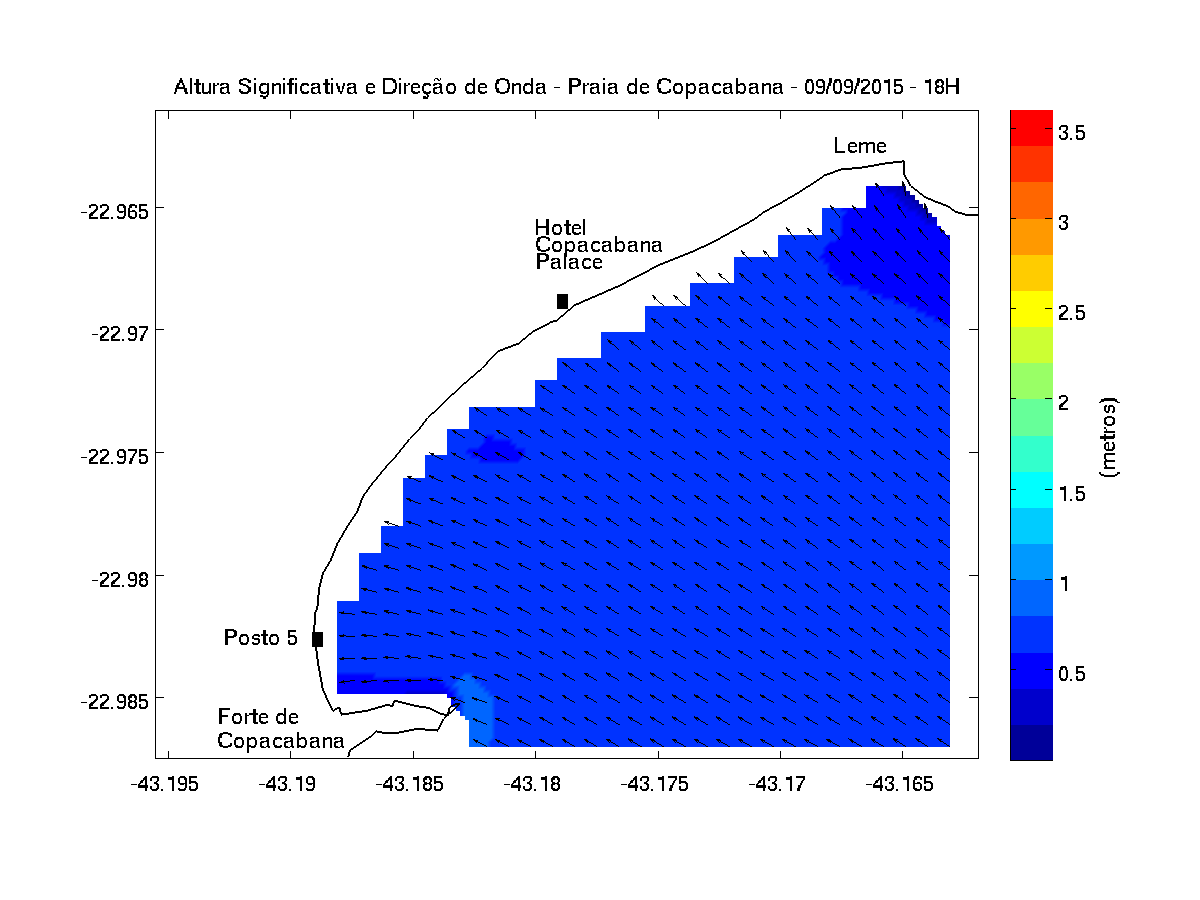 Altura Significativa e Direção de Onda - Praia de Copacabana - 09/09/2015 - 18H
Leme
Hotel
Copacabana
Palace
Posto 5
Forte de
Copacabana
-22.965
-22.97
-22.975
-22.98
-22.985
-43.195
-43.19
-43.185
-43.18
-43.175
-43.17
-43.165
3.5
3
2.5
2
1.5
1
0.5
(metros)